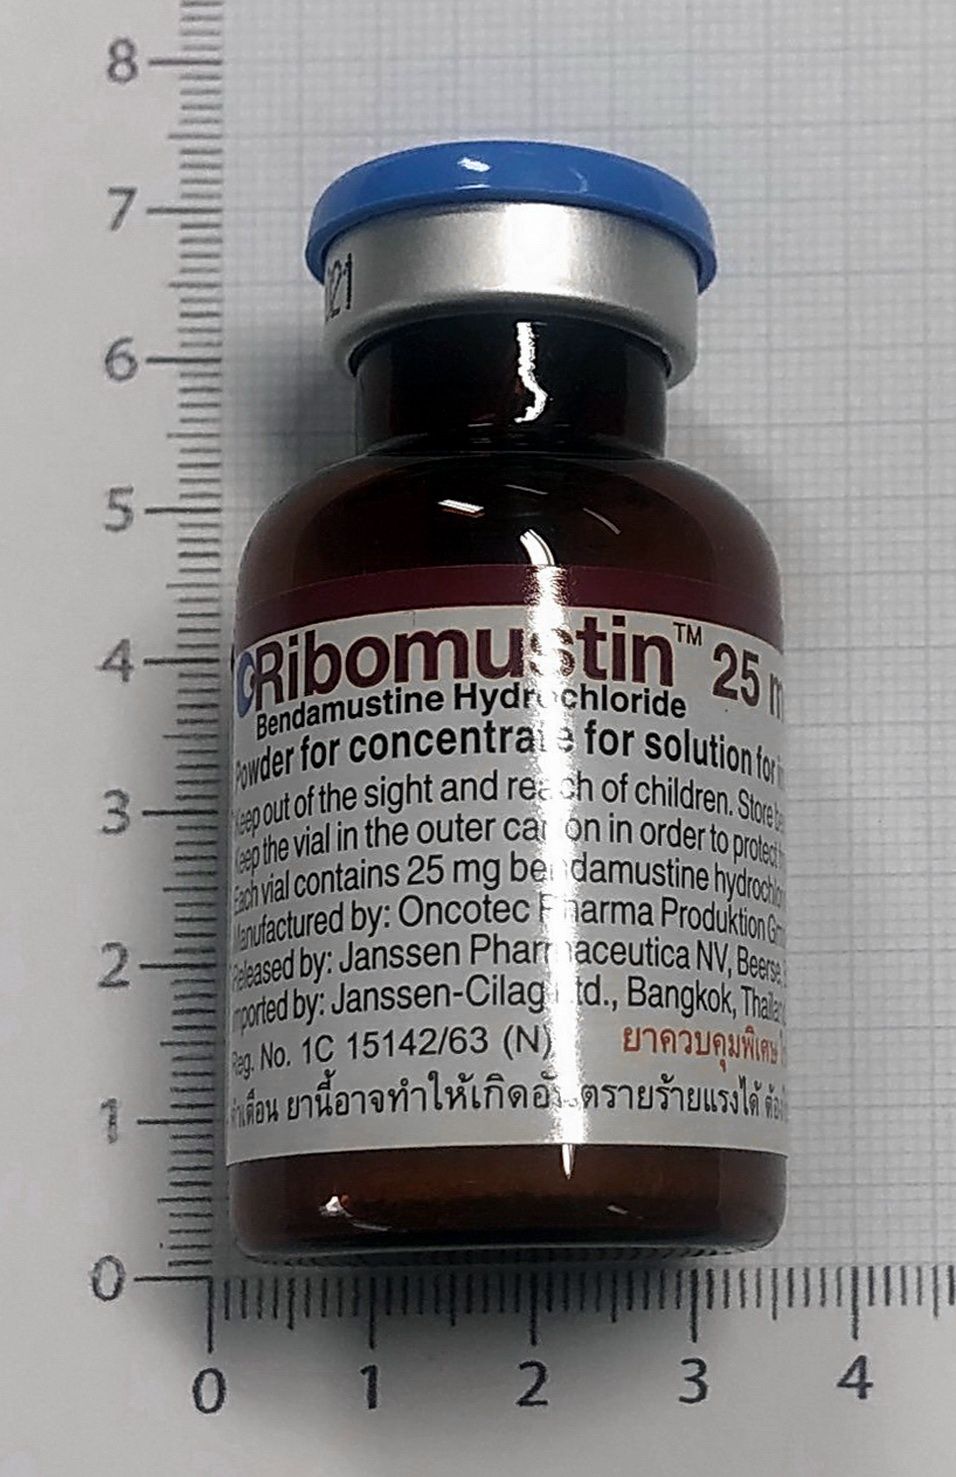 8
7
6
5
4
3
2
1
0
0 1 2 3 4
021
Ribomustin™ 25
Bendamustine Hydrochloride
Powder for concentrate for solution for
Keep out of the sight and reach of children. Store
Keep the vial in the outer carton in order to protect
Each vial contains 25 mg bendamustine
Manufactured by: Oncotec Pharma Produktion
Released by: Janssen Pharmaceutica NV, Beerse,
Imported by: Janssen-Cilag Ltd., Bangkok,
Reg. No. 1C 15142/63 (N) ยาควบคุมพิเศษ
คำเตือน ยานี้อาจทำให้เกิดอันตรายร้ายแรงได้